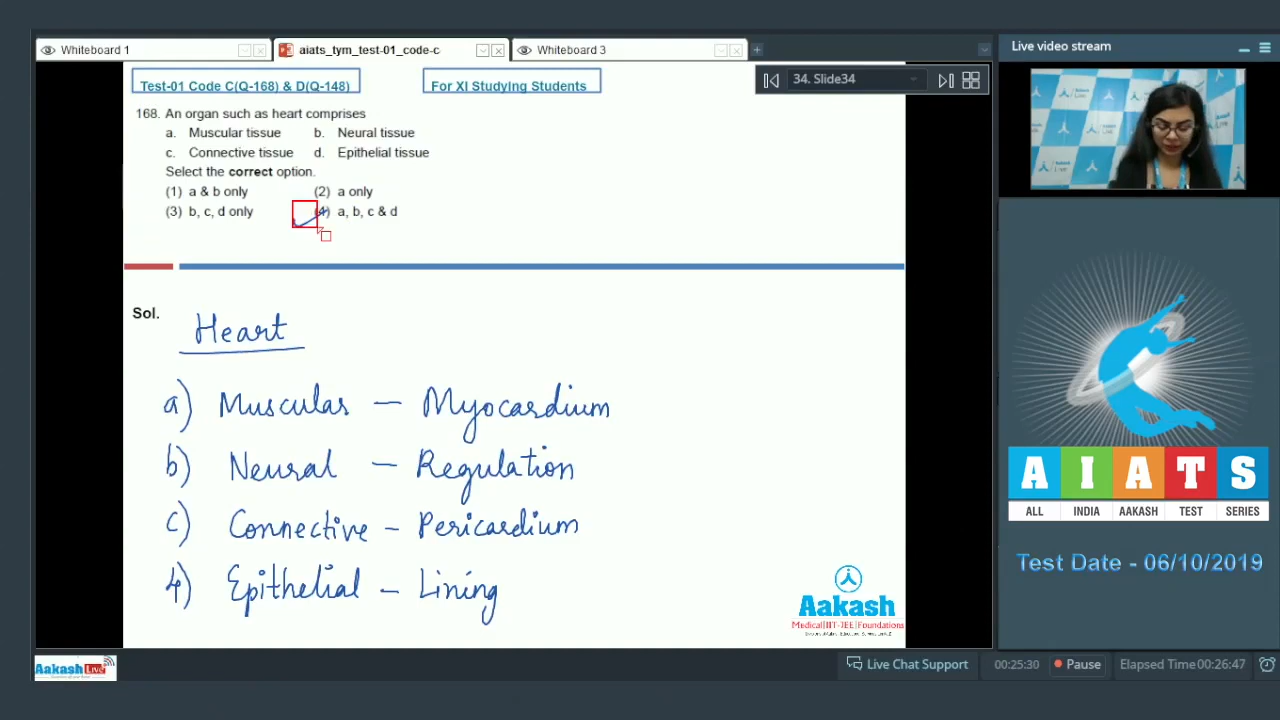 Whiteboard 1
aiats_tym_test-01_code-c
Whiteboard 3
Live video stream
Test-01 Code C(Q-168) & D(Q-148)
For XI Studying Students
34. Slide34
168. An organ such as heart comprises
a. Muscular tissue b. Neural tissue
c. Connective tissue d. Epithelial tissue
Select the correct option.
(1) a & b only (2) a only
(3) b, c, d only (4) a, b, c & d
Sol.
Heart
a) Muscular – Myocardium
b) Neural – Regulation
c) Connective – Pericardium
4) Epithelial – Lining
Aakash
Medical|IIT-JEE|Foundations
A I A T S
ALL INDIA AAKASH TEST SERIES
Test Date - 06/10/2019
Aakash Live
Live Chat Support
00:25:30
Pause
Elapsed Time 00:26:47